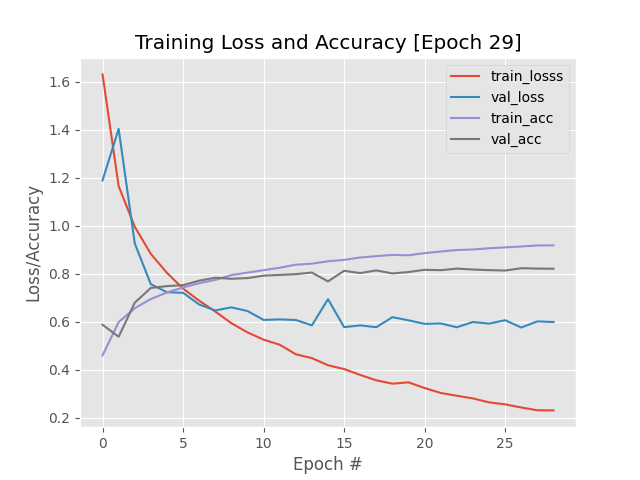 Training Loss and Accuracy [Epoch 29]
train_losss
val_loss
train_acc
val_acc
Loss/Accuracy
1.6
1.4
1.2
1.0
0.8
0.6
0.4
0.2
0 5 10 15 20 25
Epoch #